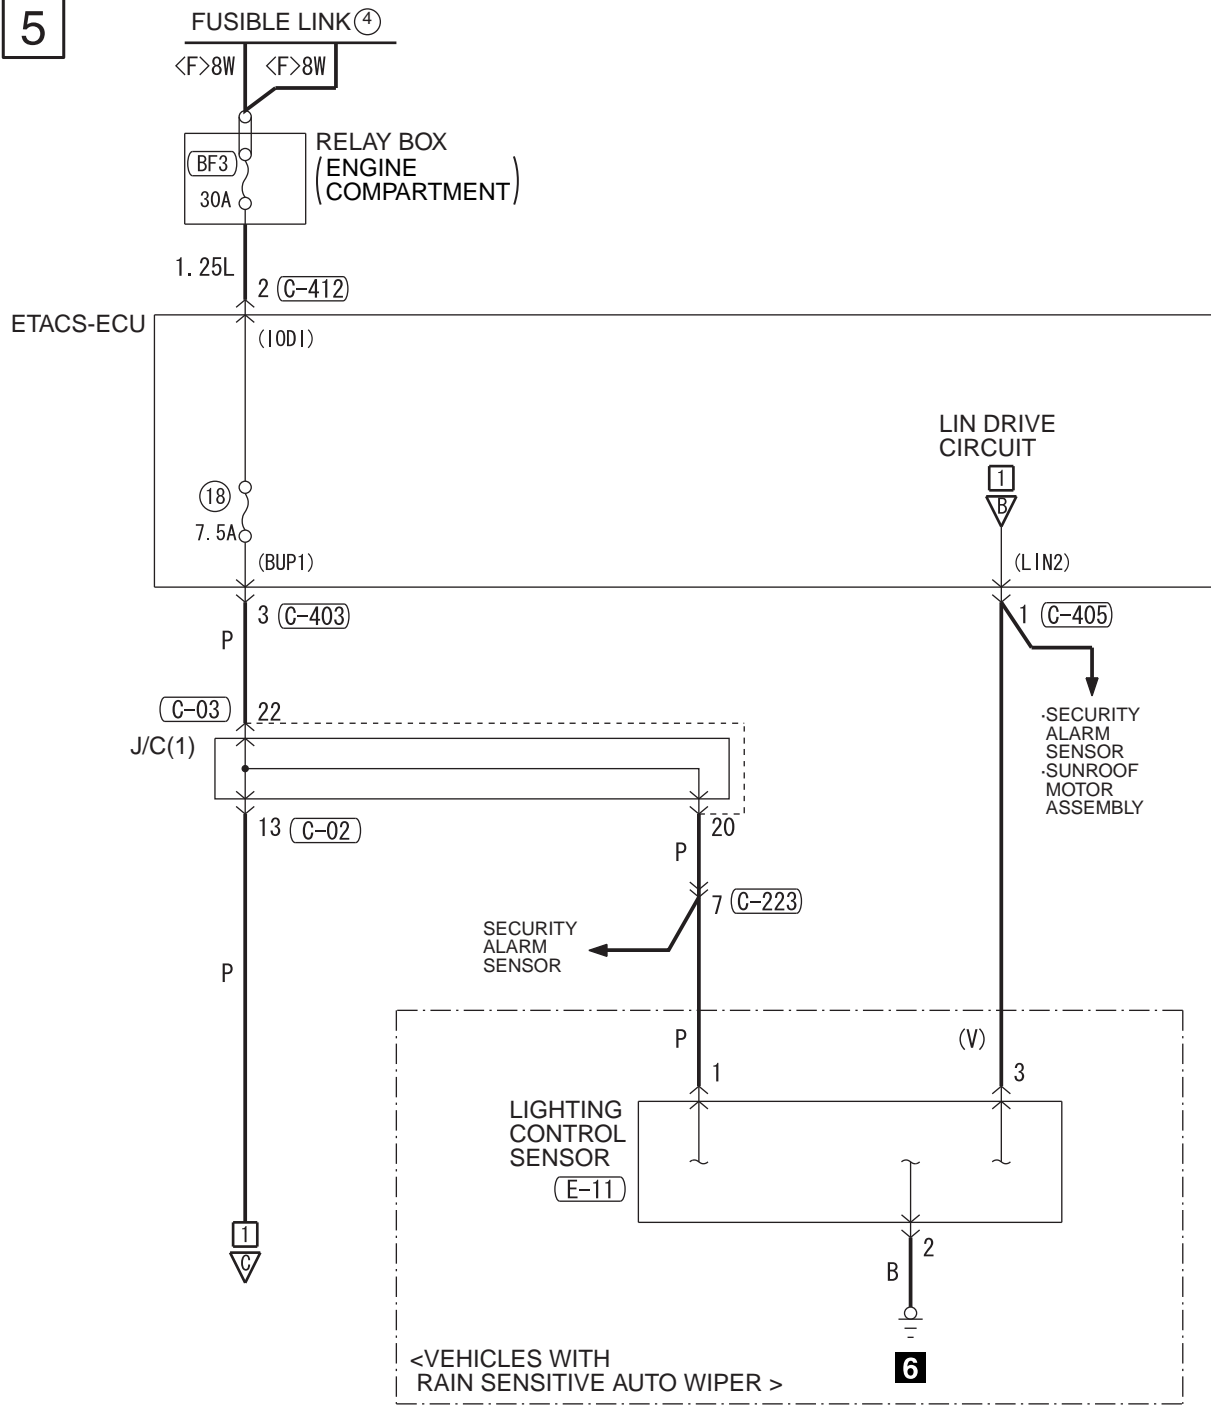 5
FUSIBLE LINK 4
<F>8W <F>8W
RELAY BOX
(ENGINE
COMPARTMENT)
BF3
30A
1.25L
2 C-412
ETACS-ECU
(IODI)
LIN DRIVE
CIRCUIT
1
B
18
7.5A
(BUP1)
(LIN2)
3 C-403
1 C-405
P
C-03 22
J/C(1)
·SECURITY
ALARM
SENSOR
·SUNROOF
MOTOR
ASSEMBLY
13 C-02
20
P
7 C-223
SECURITY
ALARM
SENSOR
P
P
(V)
1
3
LIGHTING
CONTROL
SENSOR
E-11
1
C
2
B
6
<VEHICLES WITH
RAIN SENSITIVE AUTO WIPER >